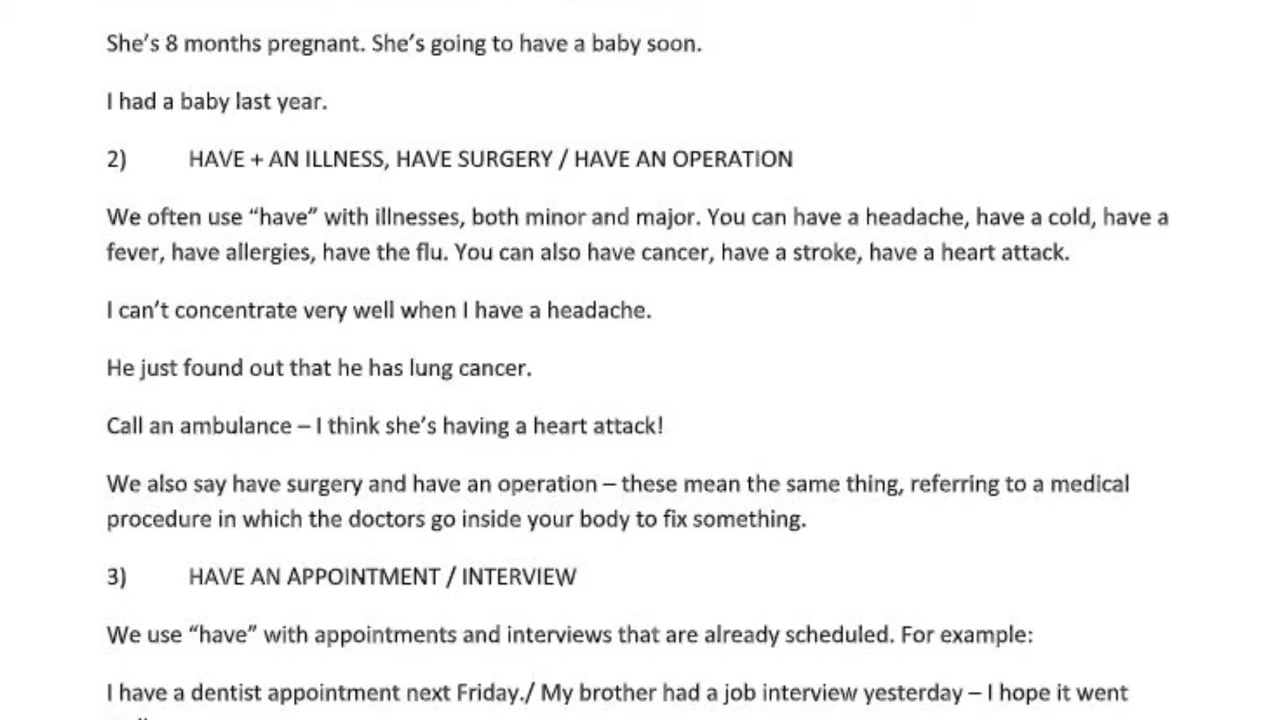 She’s 8 months pregnant. She’s going to have a baby soon.
I had a baby last year.
2) HAVE + AN ILLNESS, HAVE SURGERY / HAVE AN OPERATION
We often use “have” with illnesses, both minor and major. You can have a headache, have a cold, have a
fever, have allergies, have the flu. You can also have cancer, have a stroke, have a heart attack.
I can’t concentrate very well when I have a headache.
He just found out that he has lung cancer.
Call an ambulance – I think she’s having a heart attack!
We also say have surgery and have an operation – these mean the same thing, referring to a medical
procedure in which the doctors go inside your body to fix something.
3) HAVE AN APPOINTMENT / INTERVIEW
We use “have” with appointments and interviews that are already scheduled. For example:
I have a dentist appointment next Friday./ My brother had a job interview yesterday – I hope it went